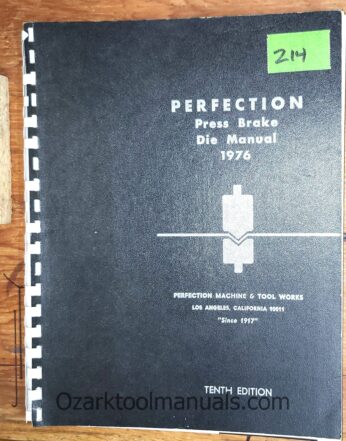 214
PERFECTION
Press Brake
Die Manual
1976
PERFECTION MACHINE & TOOL WORKS
LOS ANGELES, CALIFORNIA 90011
"Since 1917"
TENTH EDITION
Ozarktoolmanuals.com